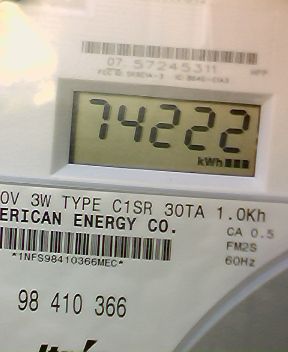 07 57245311
74222
kWh
0V 3W TYPE C1SR 30TA 1.0Kh
ERICAN ENERGY CO.
CA 0.5
FM2S
*1NFS98410366MEC*
60Hz
98 410 366